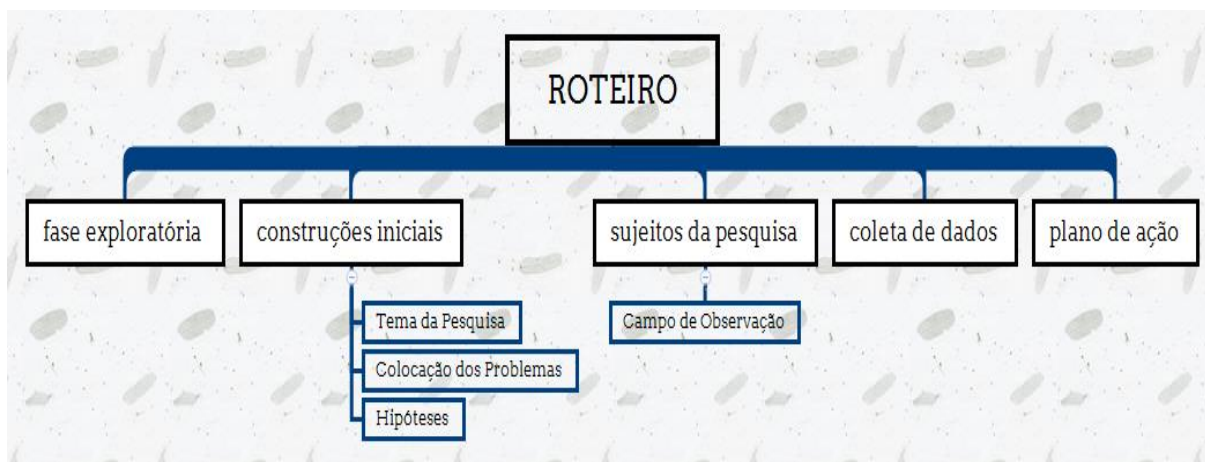 ROTEIRO
fase exploratória
construções iniciais
sujeitos da pesquisa
coleta de dados
plano de ação
Tema da Pesquisa
Colocação dos Problemas
Hipóteses
Campo de Observação